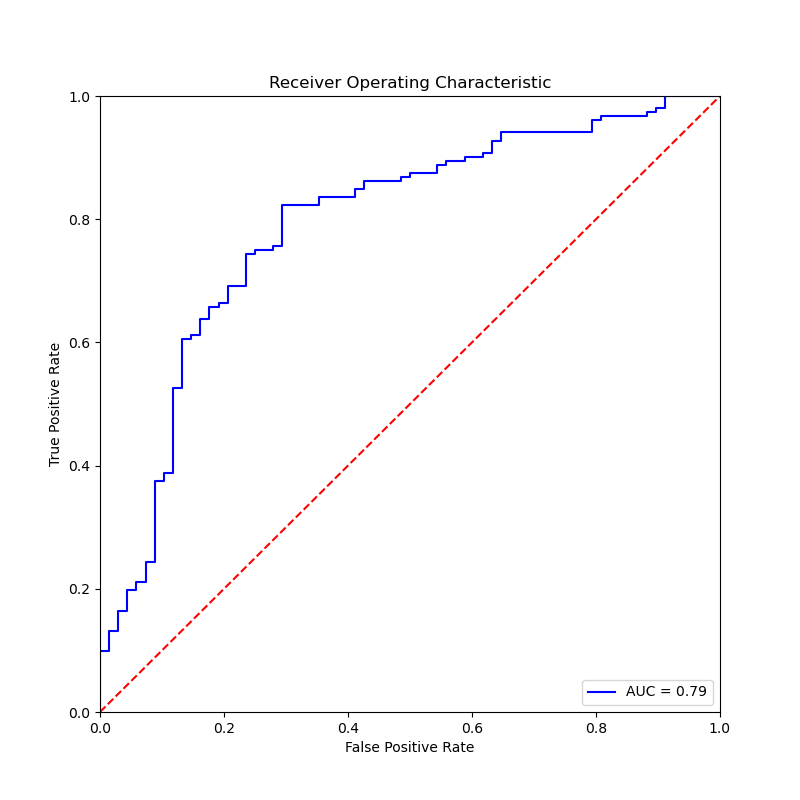 Receiver Operating Characteristic
True Positive Rate
1.0
0.8
0.6
0.4
0.2
0.0
AUC = 0.79
0.0 0.2 0.4 0.6 0.8 1.0
False Positive Rate